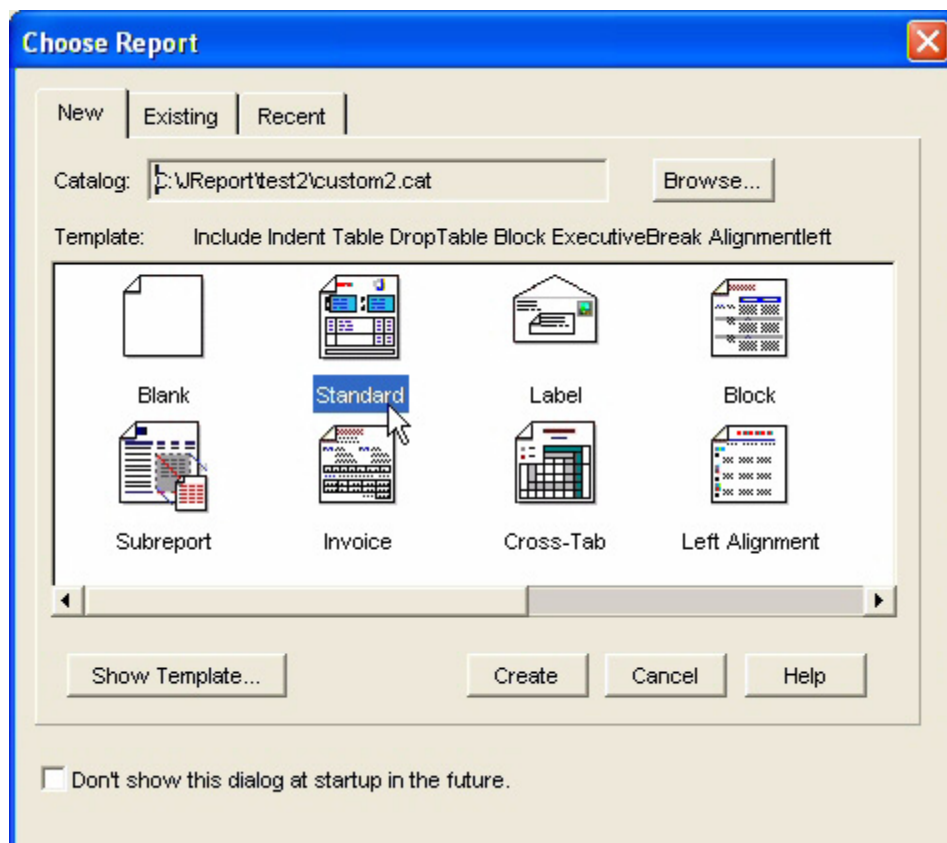 Choose Report
New Existing Recent
Catalog: C:\JReport\test2\custom2.cat Browse...
Template: Include Indent Table DropTable Block ExecutiveBreak Alignmentleft
Blank Standard Label Block
Subreport Invoice Cross-Tab Left Alignment
Show Template... Create Cancel Help
Don't show this dialog at startup in the future.